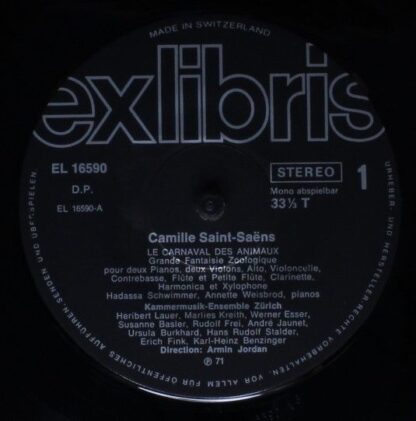 MADE IN SWITZERLAND
exlibris
EL 16590
D.P.
EL 16590-A
STEREO
Mono abspielbar
33⅓ T
1
Camille Saint-Saëns
LE CARNAVAL DES ANIMAUX
Grande Fantaisie Zoologique
pour deux Pianos, deux Violons, Alto, Violoncelle,
Contrebasse, Flûte et Petite Flûte, Clarinette,
Harmonica et Xylophone
Hadassa Schwimmer, Annette Weisbrod, pianos
Kammermusik-Ensemble Zürich
Heribert Lauer, Marlies Kreith, Werner Esser,
Susanne Basler, Rudolf Frei, André Jaunet,
Ursula Burkhard, Hans Rudolf Stalder,
Erich Fink, Karl-Heinz Benzinger
Direction: Armin Jordan
℗ 71
URHEBER- UND HERSTELLER-RECHTE VORBEHALTEN. VOR ALLEM FÜR ÖFFENTLICHES AUFFÜHREN, SENDEN UND ÜBERSPIELEN.